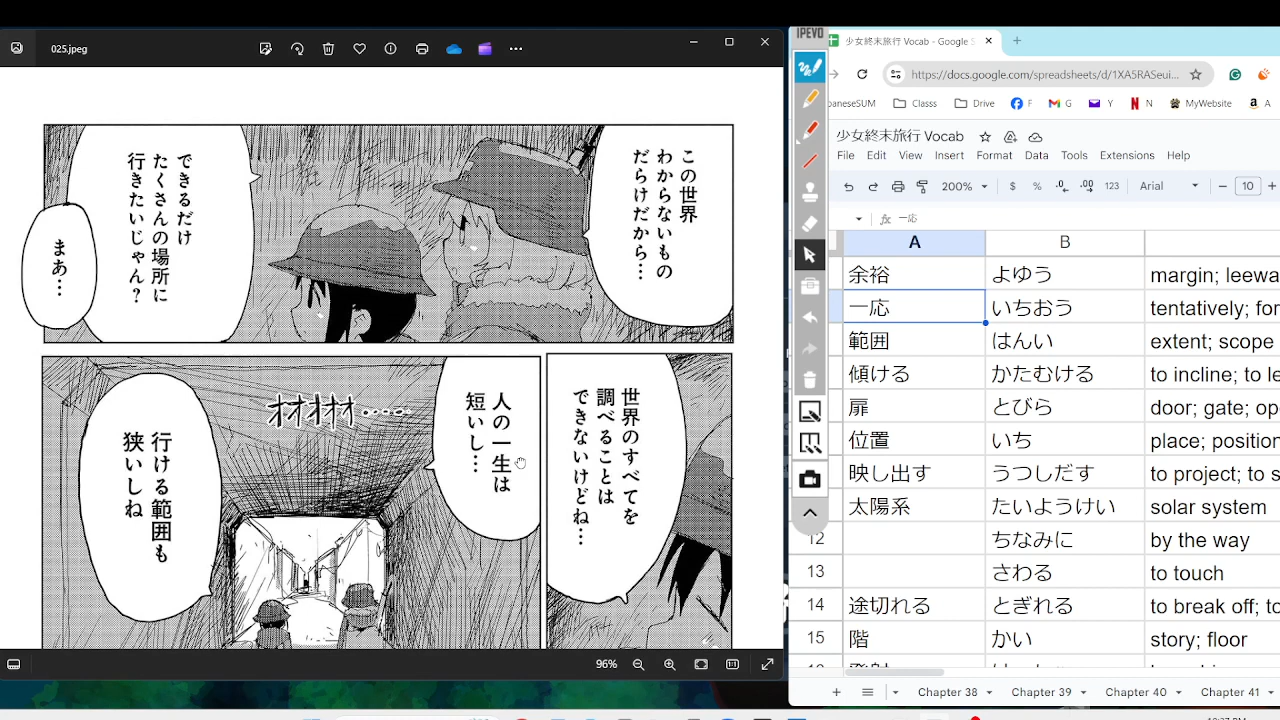 025.jpeg
この世界
わからないもの
だらけだから…
できるだけ
たくさんの場所に
行きたいじゃん?
まあ…
世界のすべてを
調べることは
できないけどね…
人の一生は
短いし…
オオオオ……
行ける範囲も
狭いしね
96%
IPEVO
少女終末旅行 Vocab - Google S
https://docs.google.com/spreadsheets/d/1XA5RASeui...
paneseSUM
Classs
Drive
F
G
Y
N
MyWebsite
A
少女終末旅行 Vocab
File Edit View Insert Format Data Tools Extensions Help
200% $ % .0 .00 123 Arial 10
fx 一応
A B
余裕 よゆう margin; leewa
一応 いちおう tentatively; for
範囲 はんい extent; scope
傾ける かたむける to incline; to le
扉 とびら door; gate; op
位置 いち place; position
映し出す うつしだす to project; to s
太陽系 たいようけい solar system
12 ちなみに by the way
13 さわる to touch
14 途切れる とぎれる to break off; to
15 階 かい story; floor
Chapter 38 Chapter 39 Chapter 40 Chapter 41